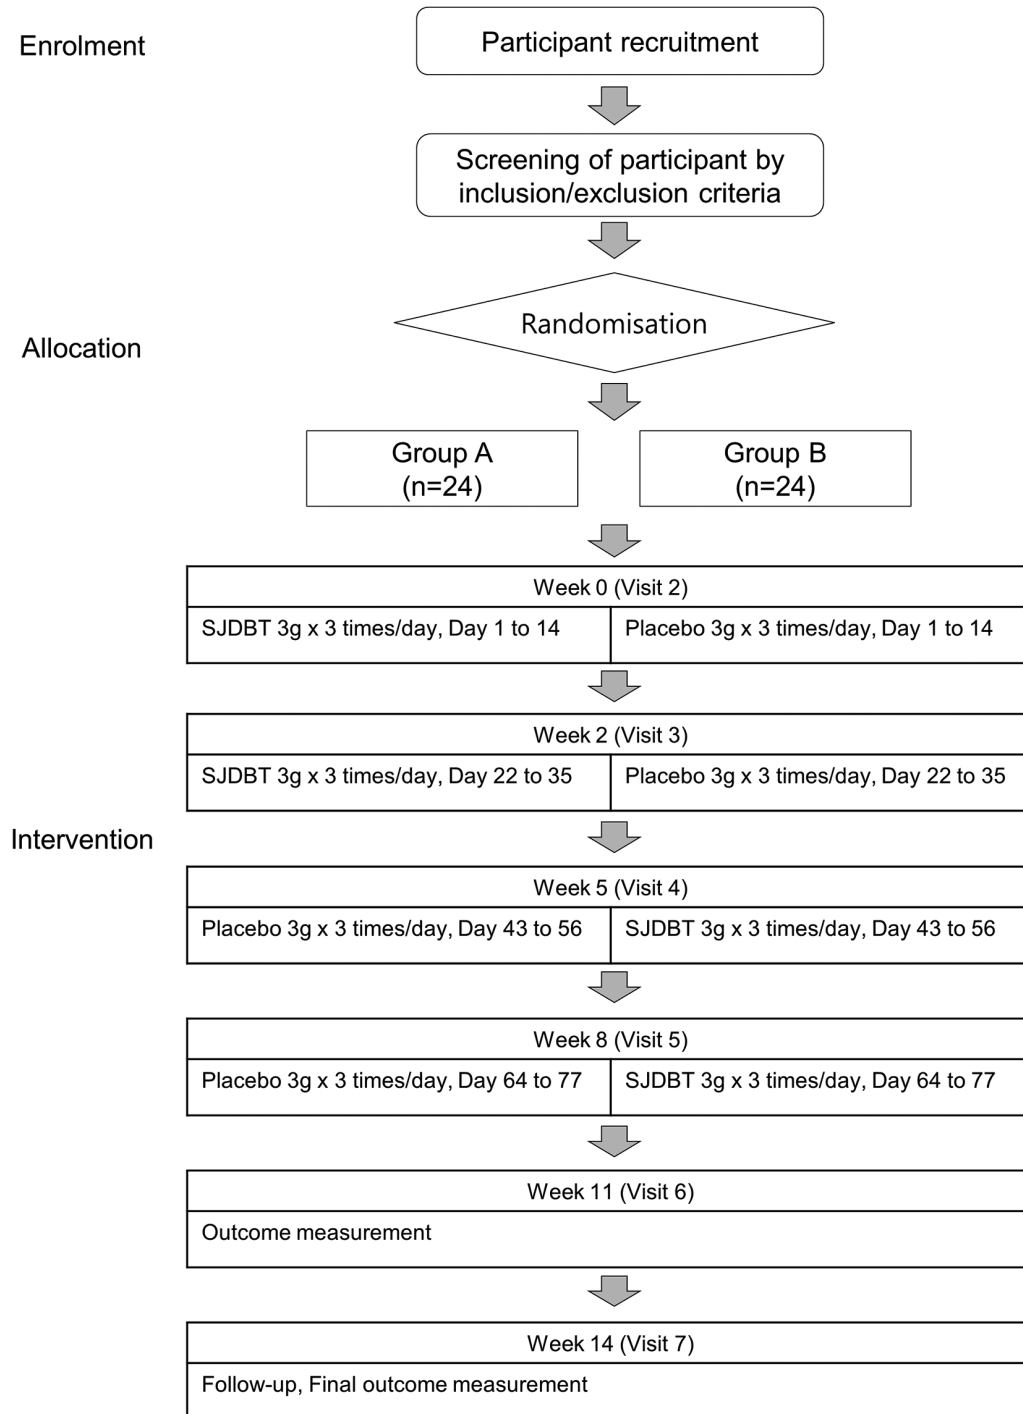 Enrolment
Participant recruitment
Screening of participant by
inclusion/exclusion criteria
Randomisation
Allocation
Group A
(n=24)
Group B
(n=24)
Week 0 (Visit 2)
SJDBT 3g x 3 times/day, Day 1 to 14
Placebo 3g x 3 times/day, Day 1 to 14
Week 2 (Visit 3)
SJDBT 3g x 3 times/day, Day 22 to 35
Placebo 3g x 3 times/day, Day 22 to 35
Intervention
Week 5 (Visit 4)
Placebo 3g x 3 times/day, Day 43 to 56
SJDBT 3g x 3 times/day, Day 43 to 56
Week 8 (Visit 5)
Placebo 3g x 3 times/day, Day 64 to 77
SJDBT 3g x 3 times/day, Day 64 to 77
Week 11 (Visit 6)
Outcome measurement
Week 14 (Visit 7)
Follow-up, Final outcome measurement